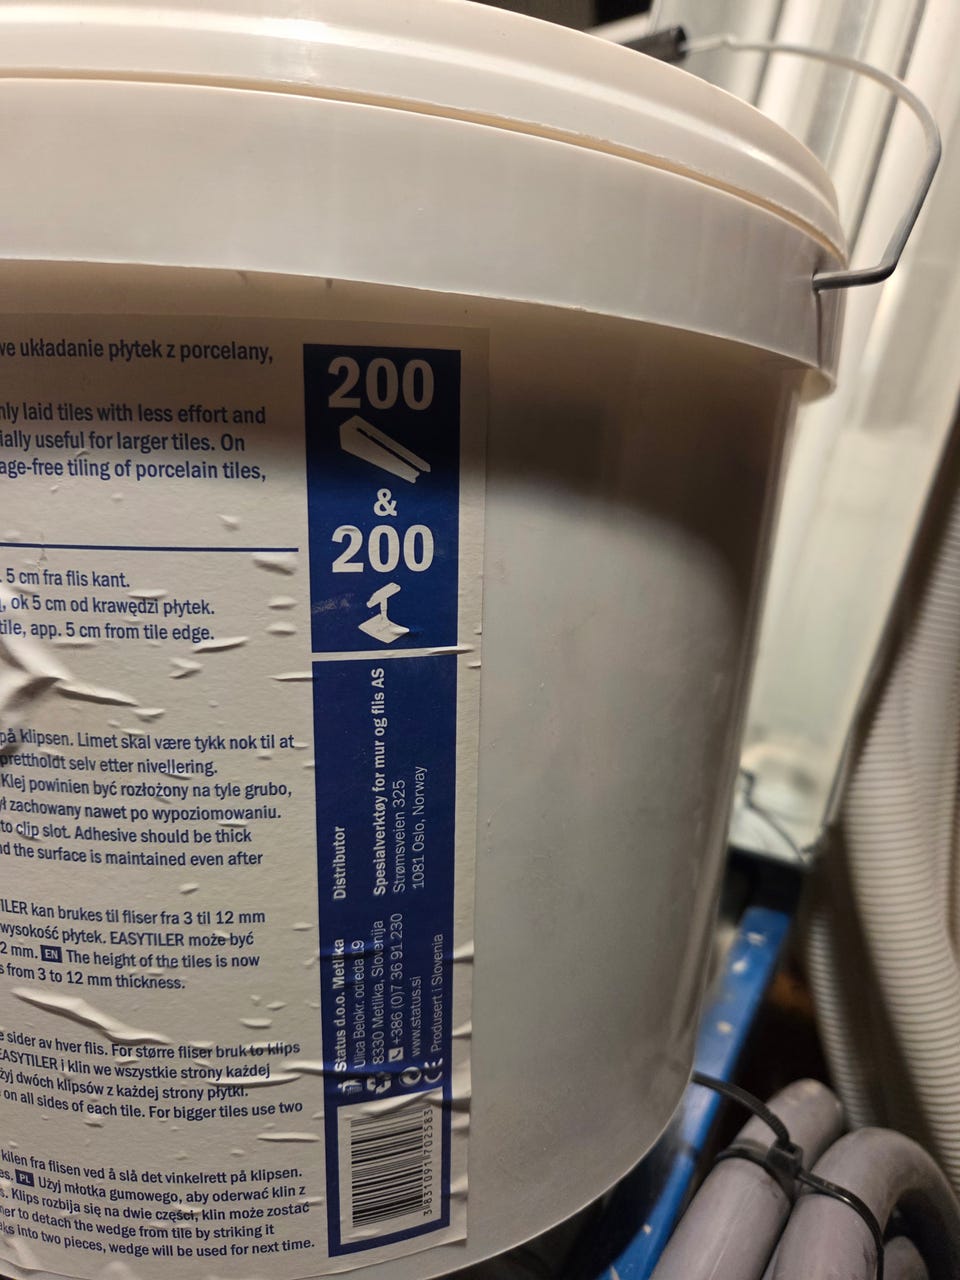 układanie płytek z porcelany,
laid tiles with less effort and
useful for larger tiles. On
tiling of porcelain tiles,
5 cm fra flis kant.
, ok 5 cm od krawędzi płytek.
tile, app. 5 cm from tile edge.
på klipsen. Limet skal være tykk nok til at
selv etter nivellering.
Klej powinien być rozłożony na tyle grubo,
zachowany nawet po wypoziomowaniu.
to clip slot. Adhesive should be thick
the surface is maintained even after
kan brukes til fliser fra 3 til 12 mm
wysokość płytek. EASYTILER może być
2 mm. EN The height of the tiles is now
from 3 to 12 mm thickness.
sider av hver flis. For større fliser bruk to klips
EASYTILER i klin we wszystkie strony każdej
dwóch klipsów z każdej strony płytki.
on all sides of each tile. For bigger tiles use two
kilen fra flisen ved å slå det vinkelrett på klipsen.
PL Użyj młotka gumowego, aby oderwać klin z
Klips rozbija się na dwie części, klin może zostać
to detach the wedge from tile by striking it
into two pieces, wedge will be used for next time.
200
&
200
Distributor
Spesialverktøy for mur og flis AS
Strømsveien 325
1081 Oslo, Norway
Status d.o.o. Metlika
Ulica Belokr. odreda 19
8330 Metlika, Slovenija
+386 (0)7 36 91 230
www.status.si
CE Produsert i Slovenia
3831091702583